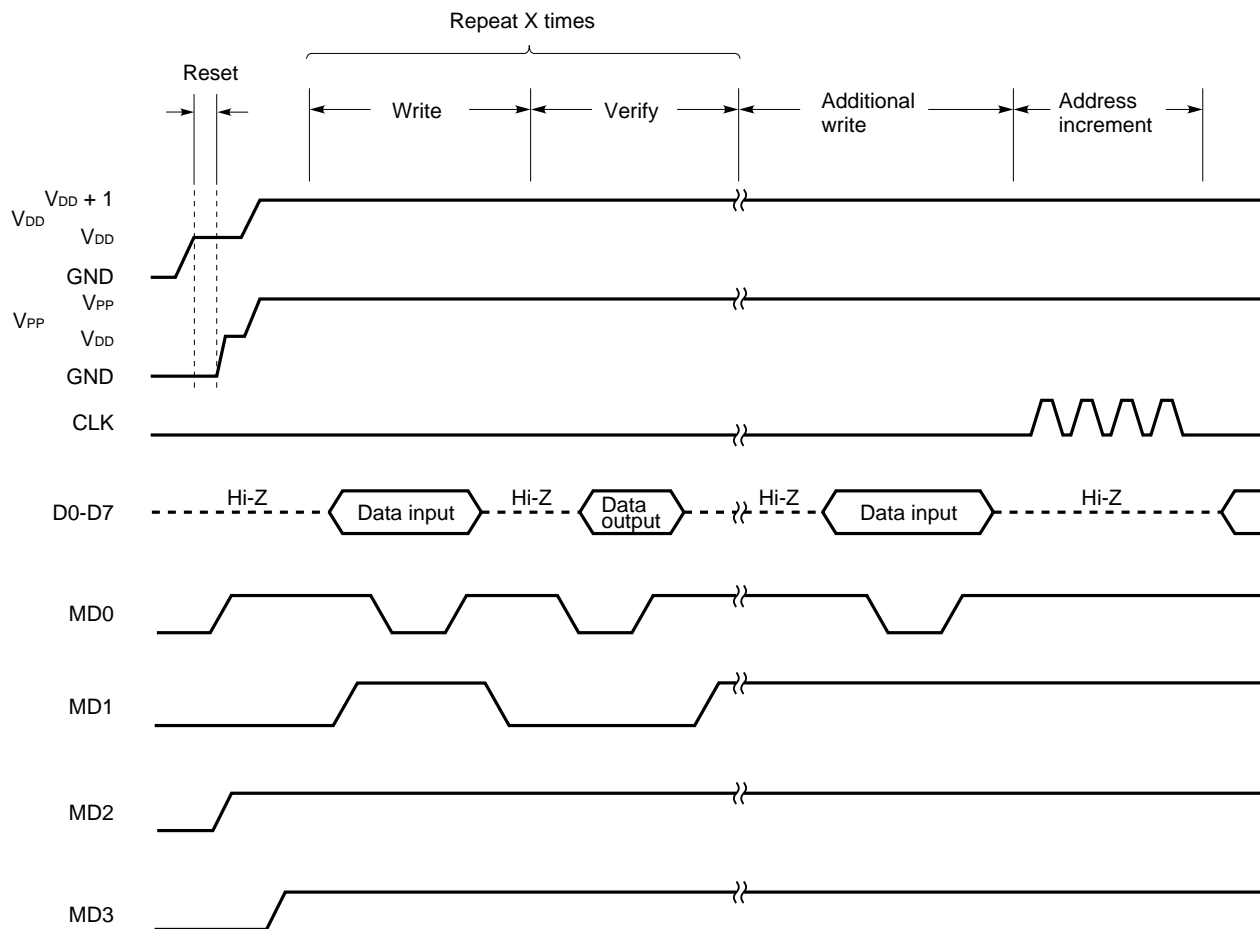 Repeat X times
Reset
Write
Verify
Additional
write
Address
increment
VDD + 1
VDD
VDD
GND
VPP
VPP
VDD
GND
CLK
D0-D7
Hi-Z
Data input
Hi-Z
Data
output
Hi-Z
Data input
Hi-Z
MD0
MD1
MD2
MD3